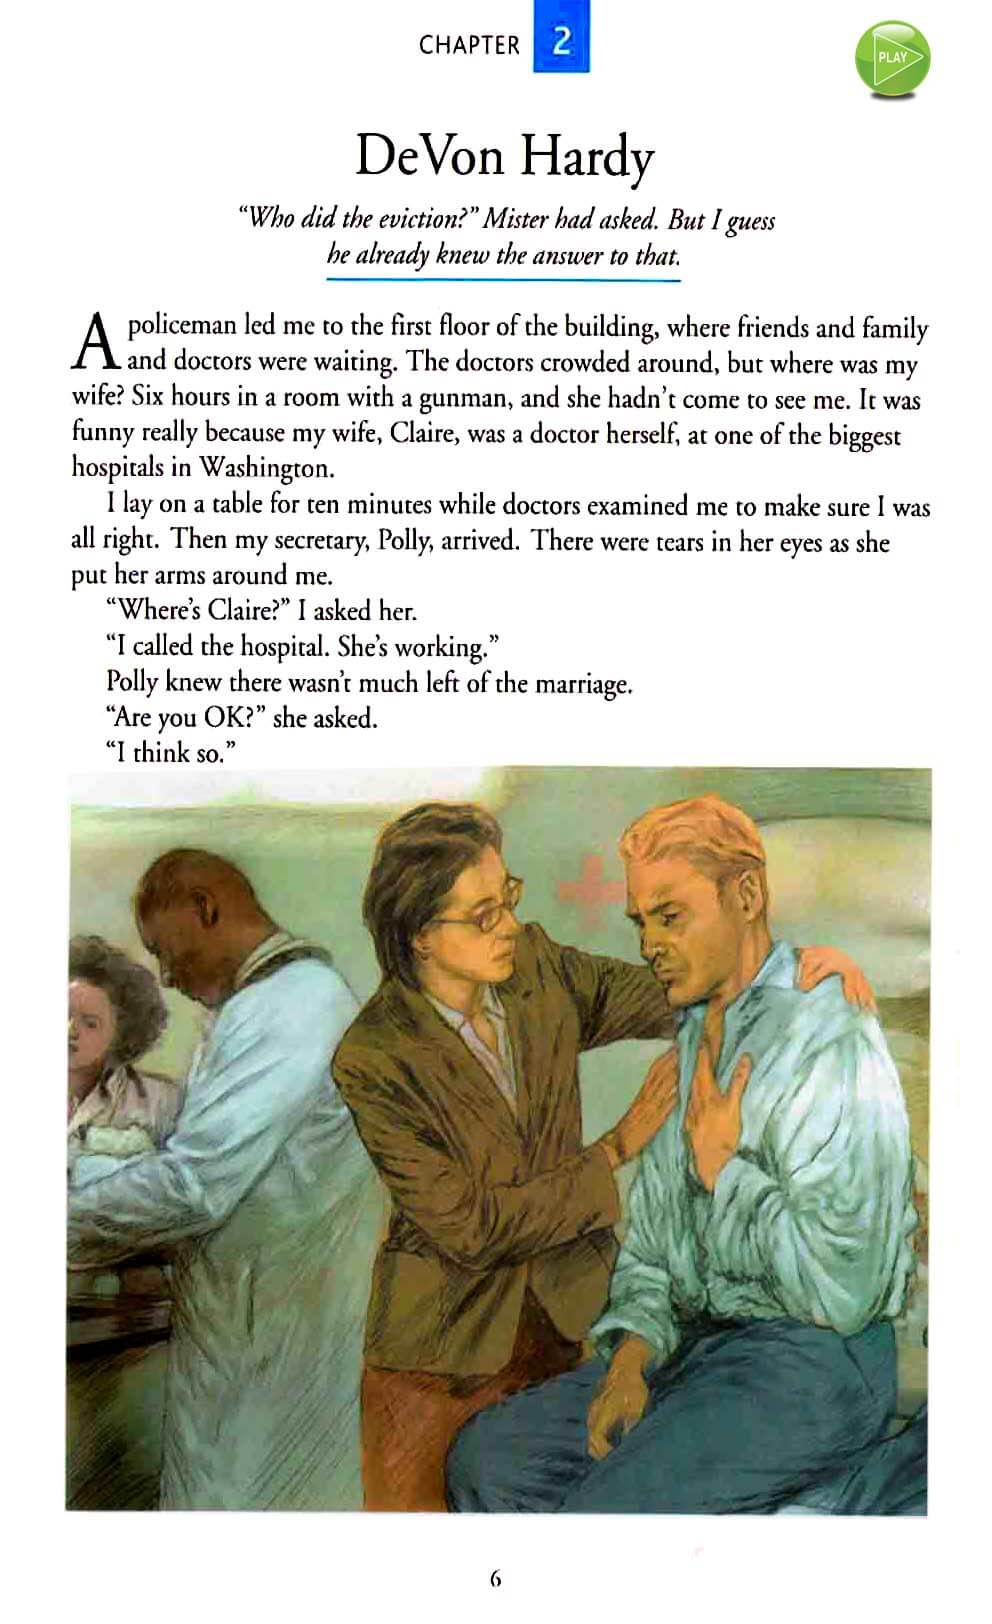 CHAPTER 2
PLAY
DeVon Hardy
“Who did the eviction?” Mister had asked. But I guess
he already knew the answer to that.
A policeman led me to the first floor of the building, where friends and family
and doctors were waiting. The doctors crowded around, but where was my
wife? Six hours in a room with a gunman, and she hadn't come to see me. It was
funny really because my wife, Claire, was a doctor herself, at one of the biggest
hospitals in Washington.
I lay on a table for ten minutes while doctors examined me to make sure I was
all right. Then my secretary, Polly, arrived. There were tears in her eyes as she
put her arms around me.
“Where's Claire?” I asked her.
“I called the hospital. She's working.”
Polly knew there wasn't much left of the marriage.
“Are you OK?” she asked.
“I think so.”
6